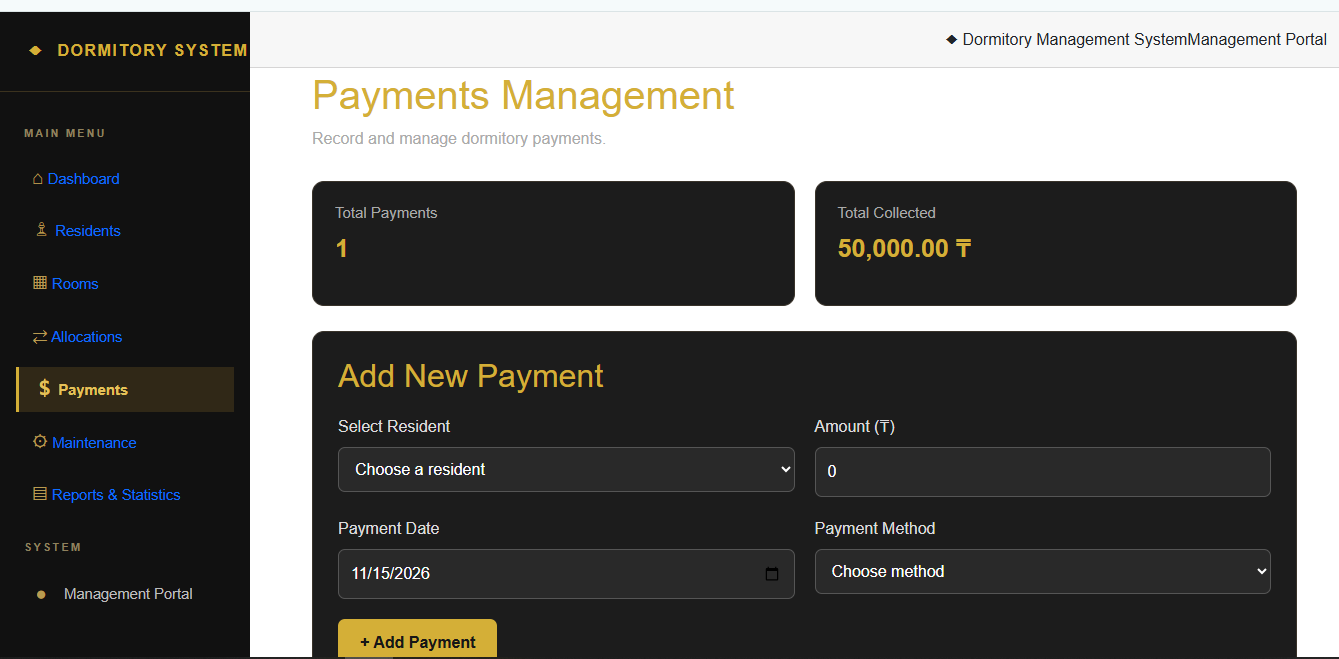 DORMITORY SYSTEM
MAIN MENU
Dashboard
Residents
Rooms
Allocations
$ Payments
Maintenance
Reports & Statistics
SYSTEM
Management Portal
Dormitory Management SystemManagement Portal
Payments Management
Record and manage dormitory payments.
Total Payments
1
Total Collected
50,000.00 ₸
Add New Payment
Select Resident
Choose a resident
Amount (₸)
0
Payment Date
11/15/2026
Payment Method
Choose method
+ Add Payment